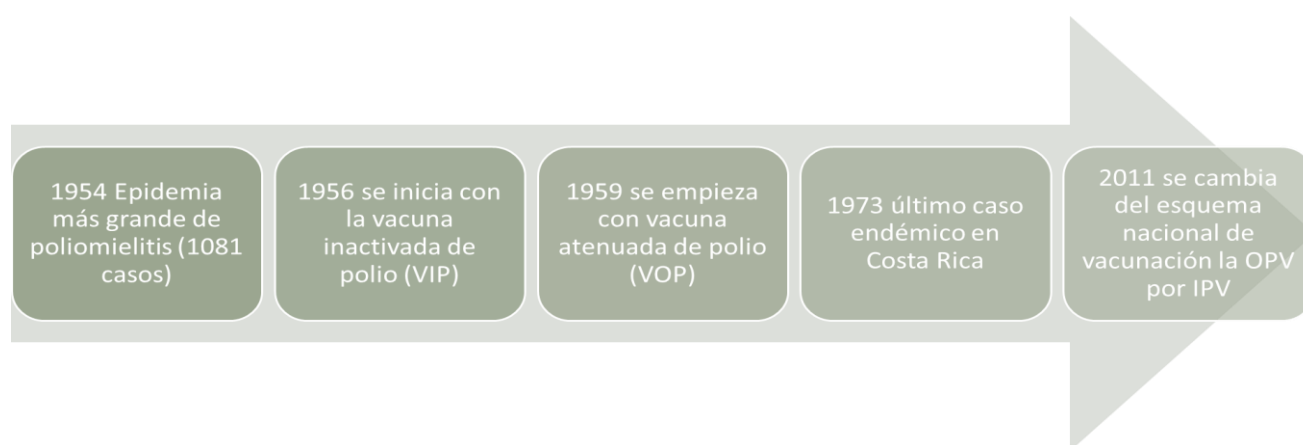 1954 Epidemia
más grande de
poliomielitis (1081
casos)
1956 se inicia con
la vacuna
inactivada de
polio (VIP)
1959 se empieza
con vacuna
atenuada de polio
(VOP)
1973 último caso
endémico en
Costa Rica
2011 se cambia
del esquema
nacional de
vacunación la OPV
por IPV